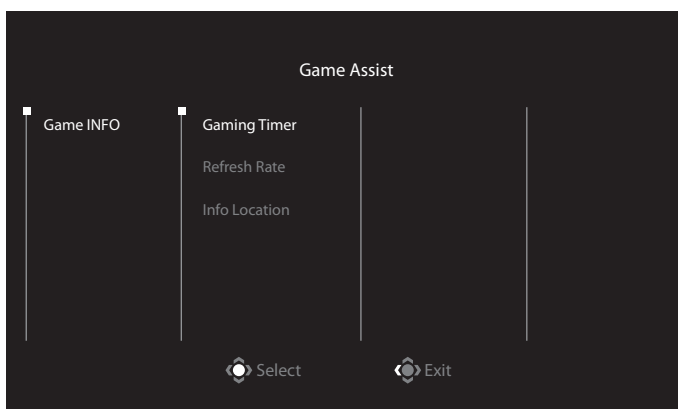 Game Assist
Game INFO
Gaming Timer
Refresh Rate
Info Location
Select
Exit